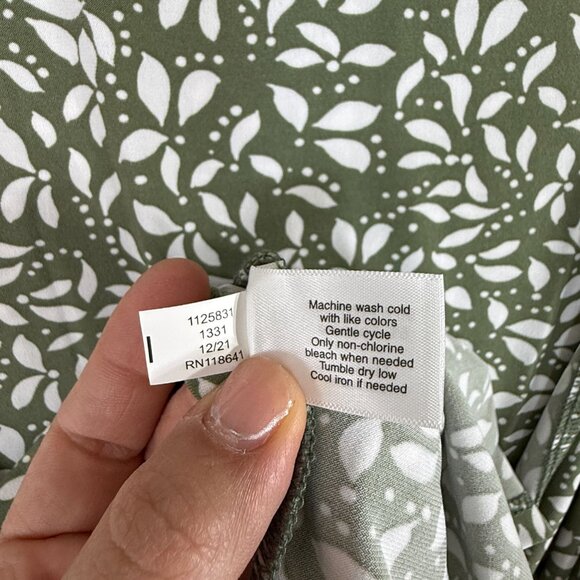 1125831
1331
12/21
RN118641
Machine wash cold
with like colors
Gentle cycle
Only non-chlorine
bleach when needed
Tumble dry low
Cool iron if needed